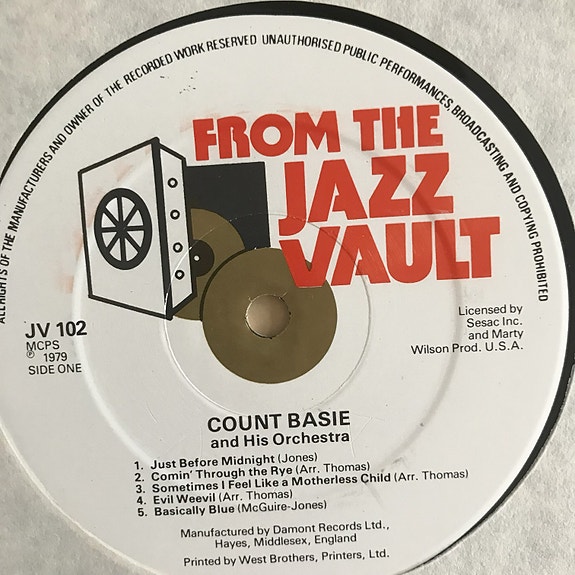 ALL RIGHTS OF THE MANUFACTURERS AND OWNER OF THE RECORDED WORK RESERVED UNAUTHORISED PUBLIC PERFORMANCES, BROADCASTING AND COPYING PROHIBITED
FROM THE
JAZZ
VAULT
JV 102
MCPS
℗ 1979
SIDE ONE
Licensed by
Sesac Inc.
and Marty
Wilson Prod. U.S.A.
COUNT BASIE
and His Orchestra
1. Just Before Midnight (Jones)
2. Comin' Through the Rye (Arr. Thomas)
3. Sometimes I Feel Like a Motherless Child (Arr. Thomas)
4. Evil Weevil (Arr. Thomas)
5. Basically Blue (McGuire-Jones)
Manufactured by Damont Records Ltd.,
Hayes, Middlesex, England
Printed by West Brothers, Printers, Ltd.